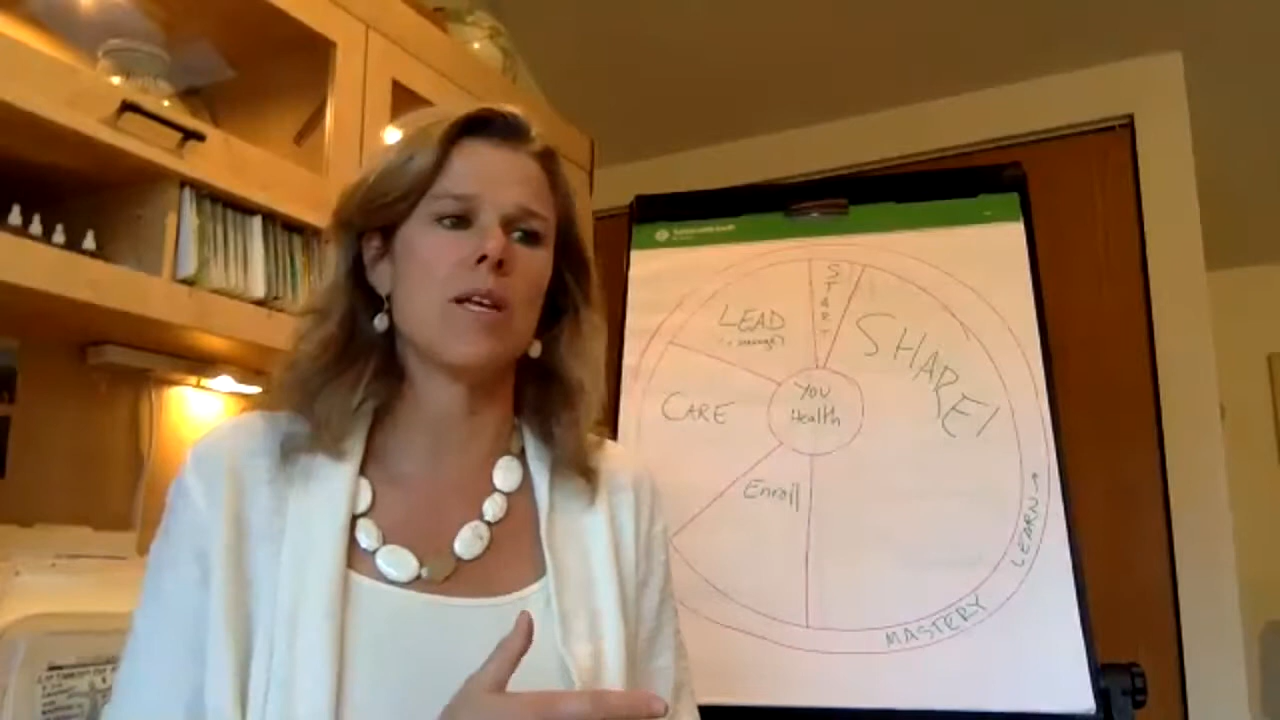 START
LEAD
SHARE!
You
Health
CARE
Enroll
LEARN→
MASTERY